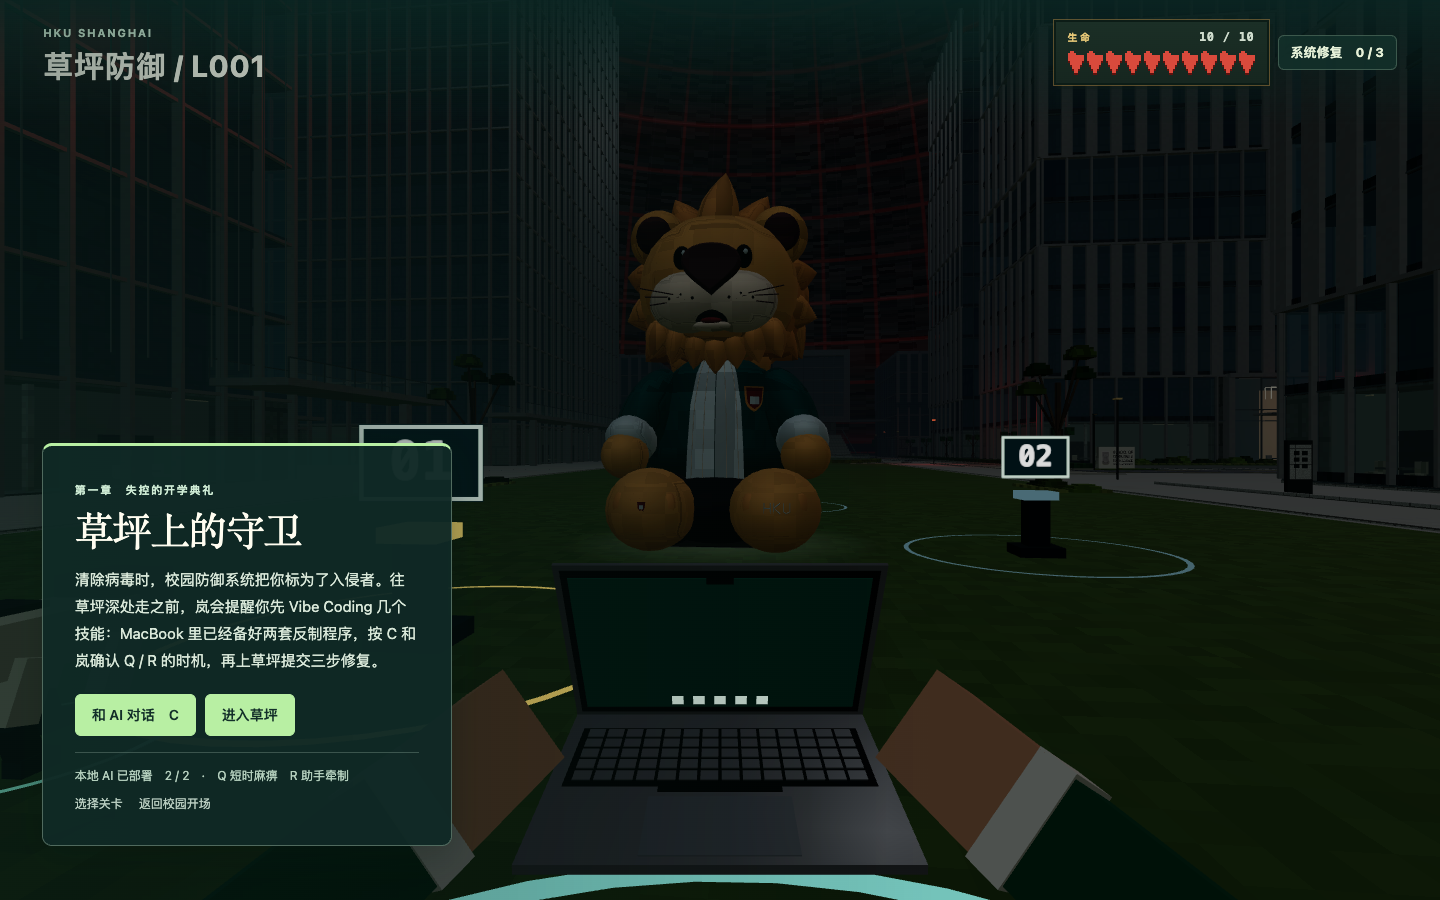 HKU SHANGHAI
草坪防御 / L001
生命 10 / 10
系统修复 0 / 3
01
02
第一章 失控的开学典礼
草坪上的守卫
清除病毒时，校园防御系统把你标为了入侵者。往
草坪深处走之前，岚会提醒你先 Vibe Coding 几个
技能：MacBook 里已经备好两套反制程序，按 C 和
岚确认 Q / R 的时机，再上草坪提交三步修复。
和 AI 对话 C
进入草坪
本地 AI 已部署 2 / 2 · Q 短时麻痹 R 助手牵制
选择关卡 返回校园开场